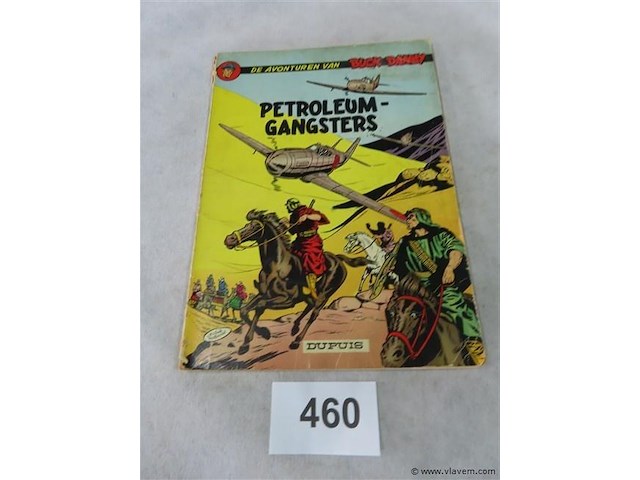 DE AVONTUREN VAN BUCK DANNY
PETROLEUM-
GANGSTERS
DUPUIS
460
© www.vlavem.com